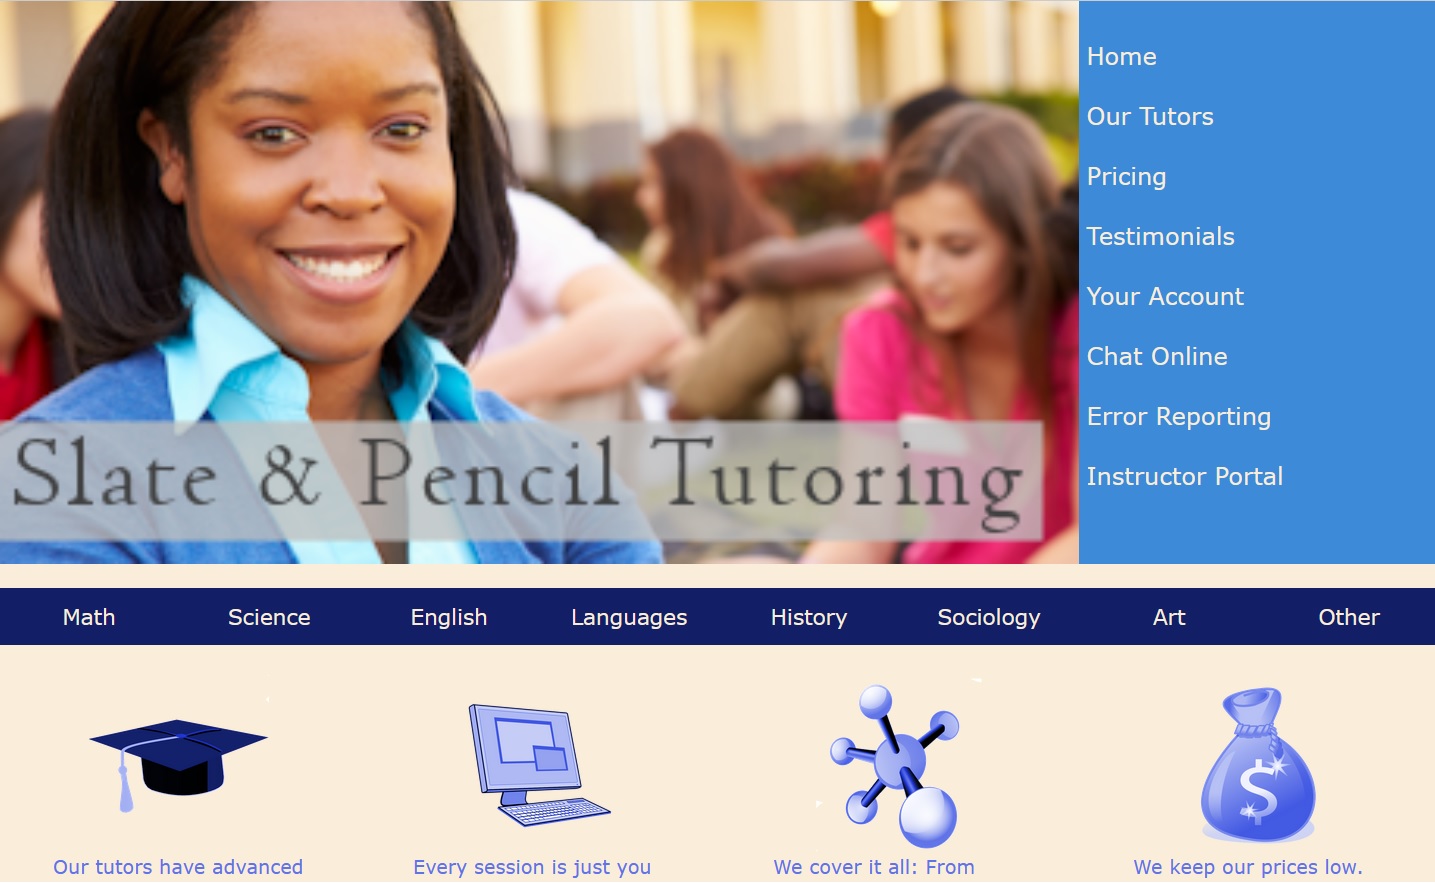 Slate & Pencil Tutoring
Home
Our Tutors
Pricing
Testimonials
Your Account
Chat Online
Error Reporting
Instructor Portal
Math Science English Languages History Sociology Art Other
$
Our tutors have advanced
Every session is just you
We cover it all: From
We keep our prices low.